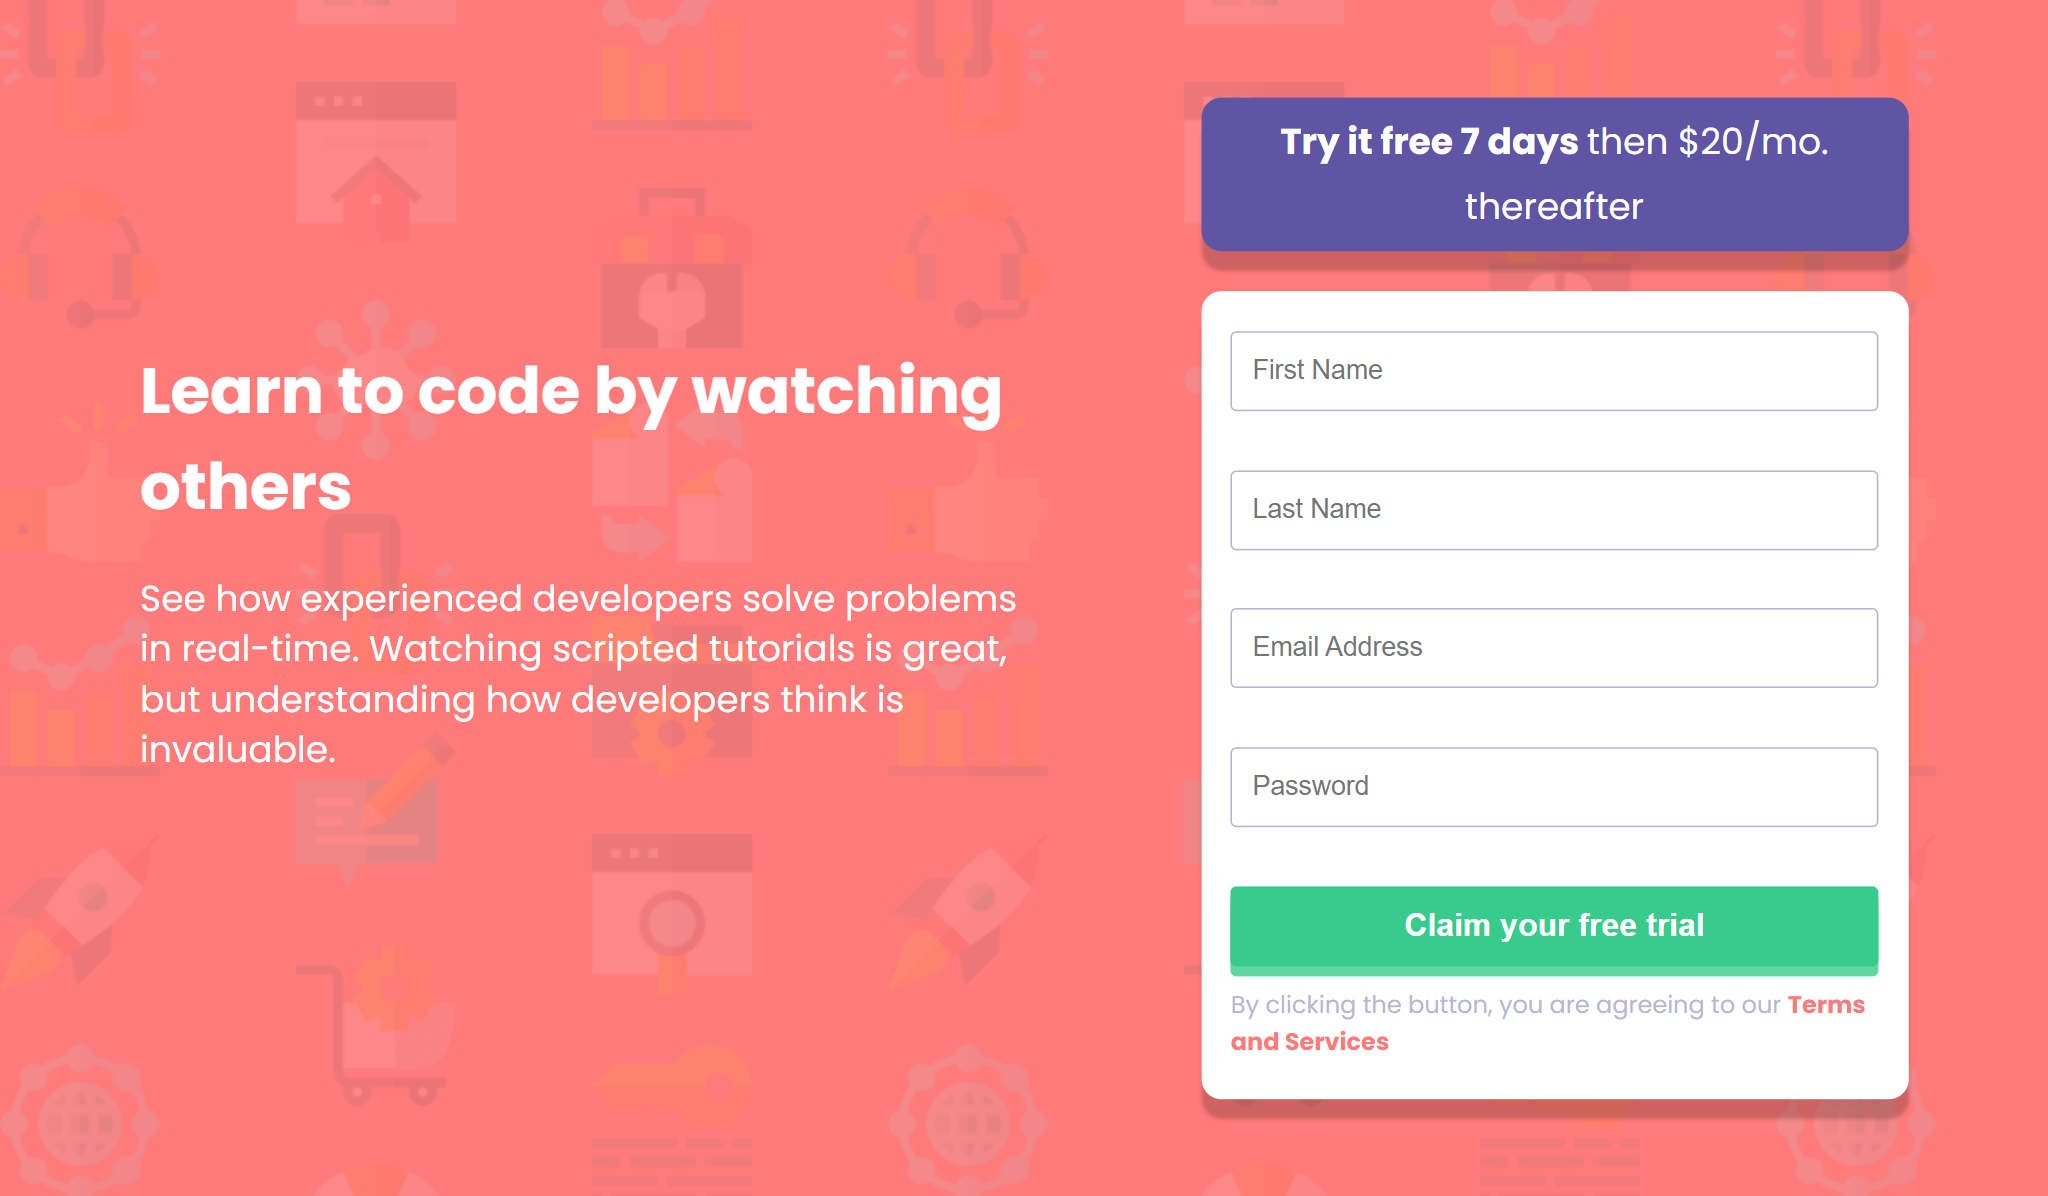 Learn to code by watching
others
See how experienced developers solve problems
in real-time. Watching scripted tutorials is great,
but understanding how developers think is
invaluable.
Try it free 7 days then $20/mo.
thereafter
First Name
Last Name
Email Address
Password
Claim your free trial
By clicking the button, you are agreeing to our Terms
and Services